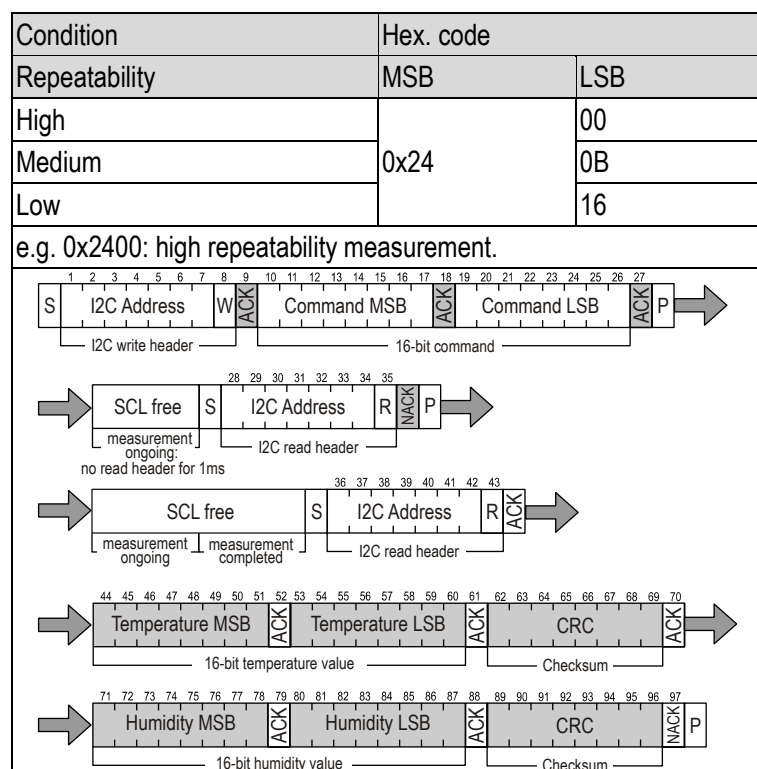 Condition Hex. code
Repeatability MSB LSB
High 00
Medium 0x24 0B
Low 16
e.g. 0x2400: high repeatability measurement.
1 2 3 4 5 6 7 8 9 10 11 12 13 14 15 16 17 18 19 20 21 22 23 24 25 26 27
S I2C Address W ACK Command MSB ACK Command LSB ACK P
I2C write header 16-bit command
28 29 30 31 32 33 34 35
SCL free S I2C Address R NACK P
measurement
ongoing:
no read header for 1ms
I2C read header
36 37 38 39 40 41 42 43
SCL free S I2C Address R ACK
measurement
ongoing
measurement
completed
I2C read header
44 45 46 47 48 49 50 51 52 53 54 55 56 57 58 59 60 61 62 63 64 65 66 67 68 69 70
Temperature MSB ACK Temperature LSB ACK CRC ACK
16-bit temperature value Checksum
71 72 73 74 75 76 77 78 79 80 81 82 83 84 85 86 87 88 89 90 91 92 93 94 95 96 97
Humidity MSB ACK Humidity LSB ACK CRC NACK P
16-bit humidity value Checksum